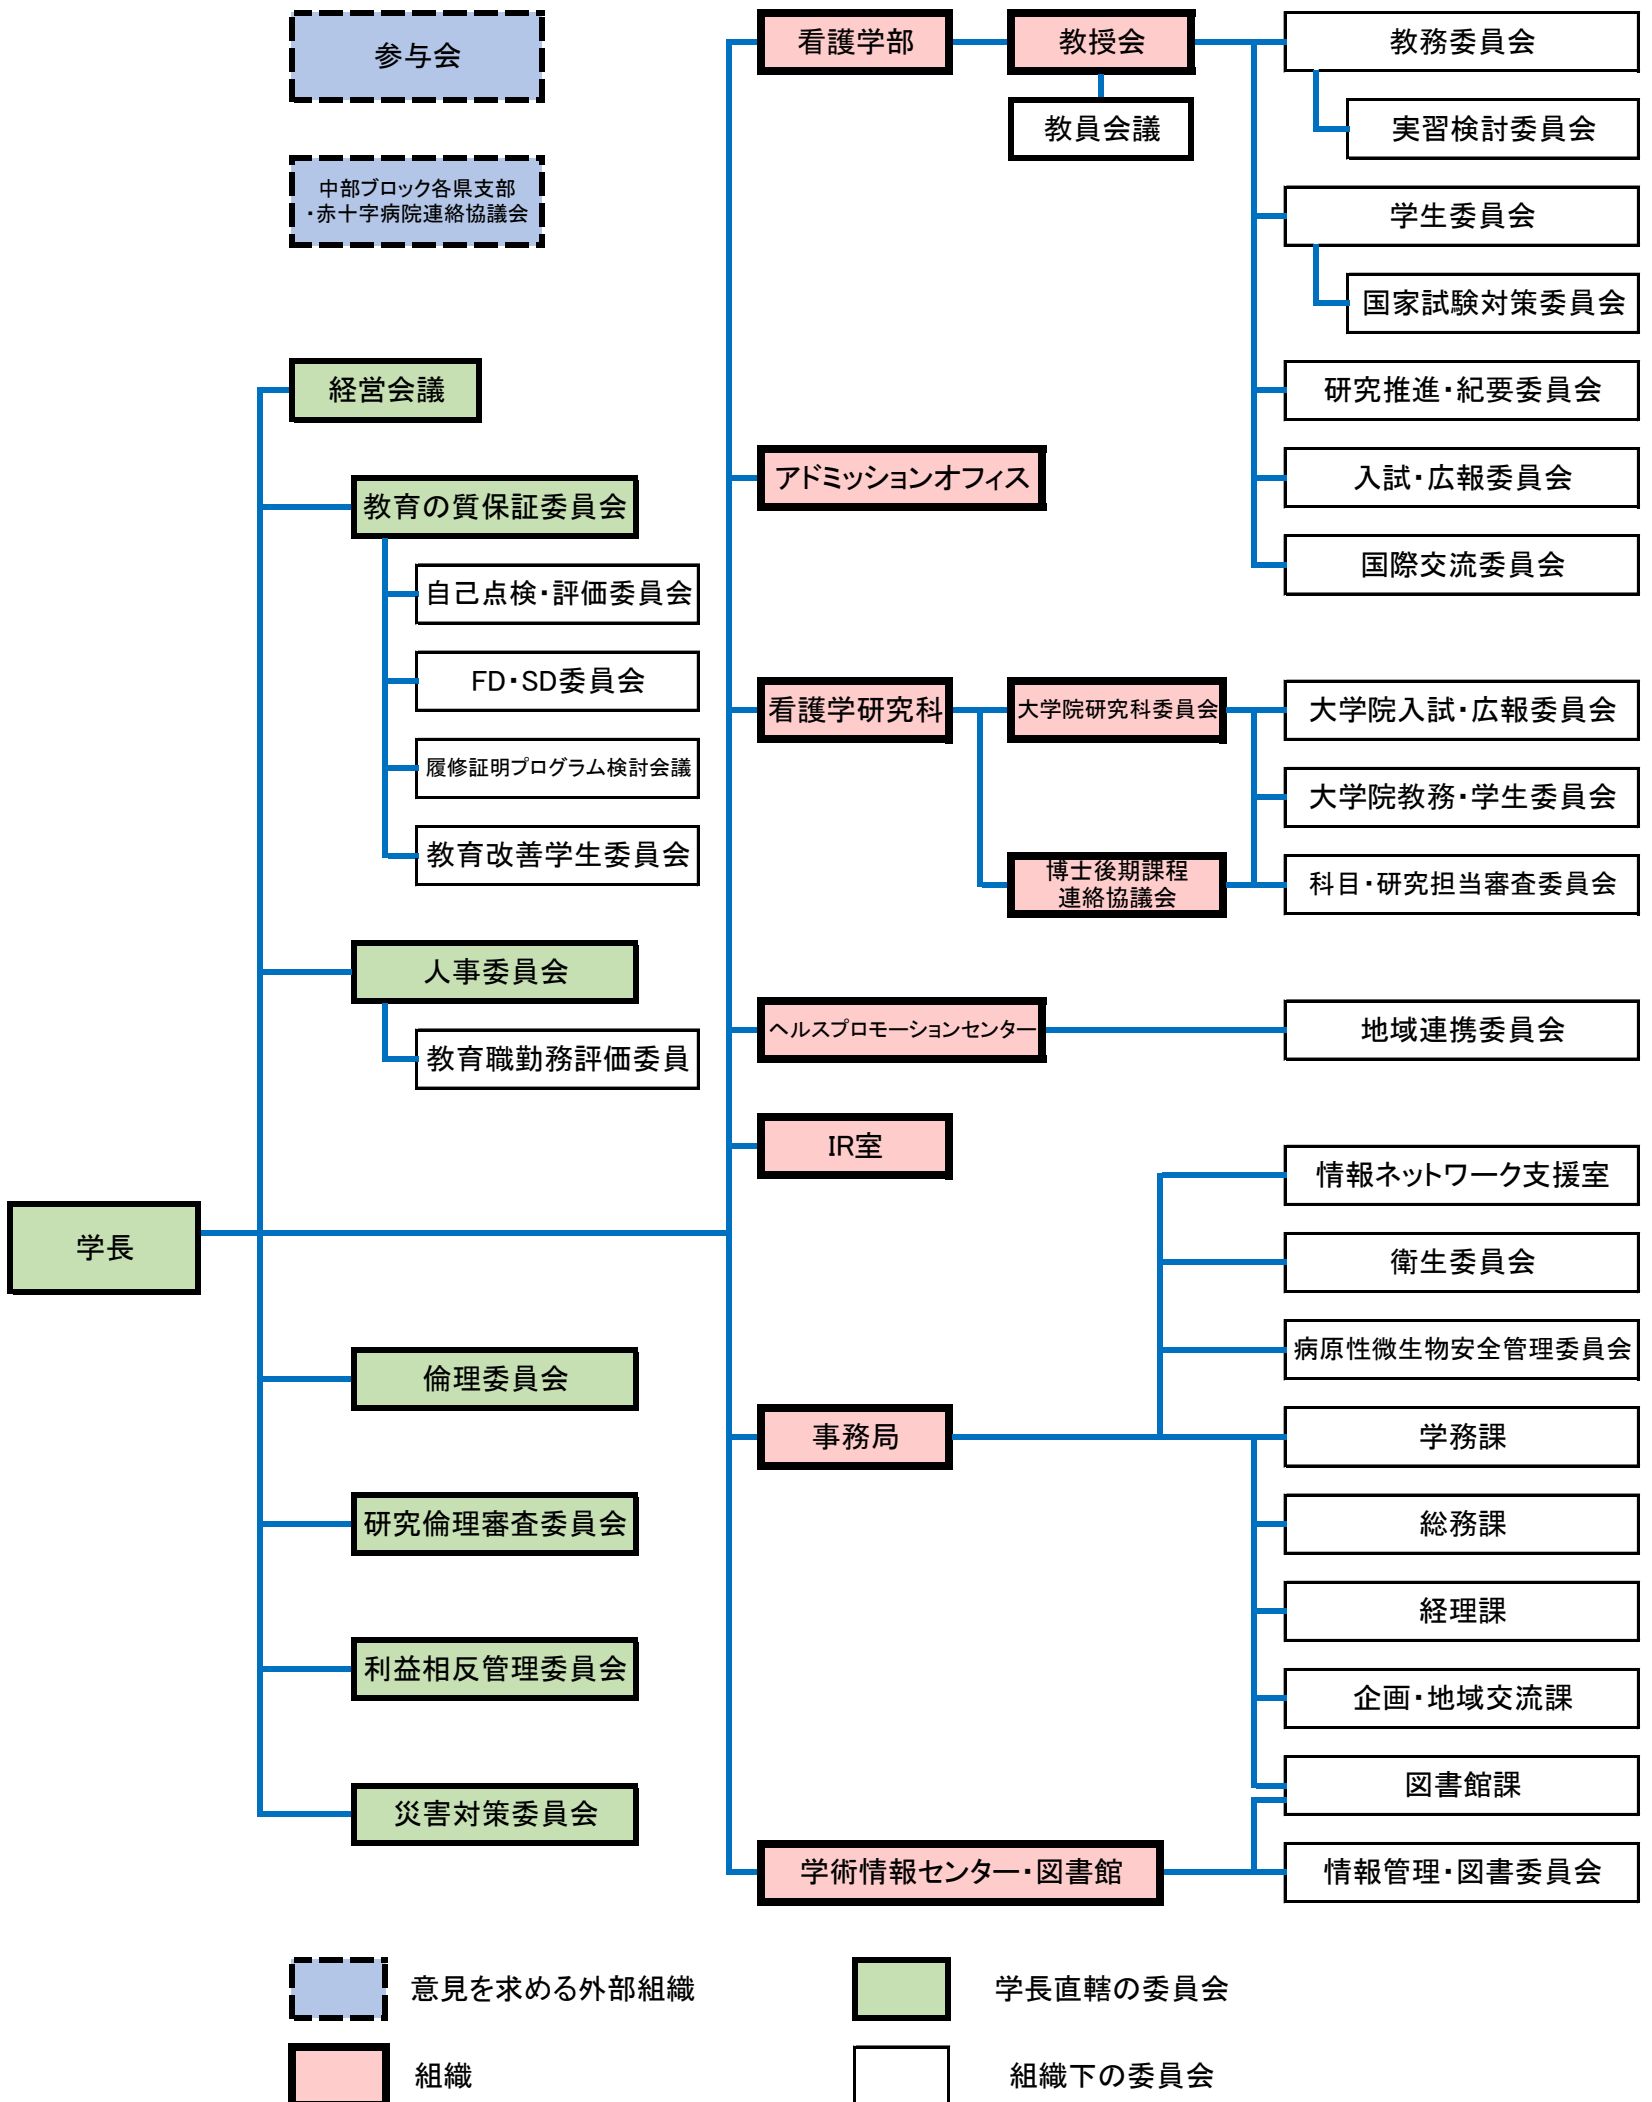 参与会
中部ブロック各県支部
・赤十字病院連絡協議会
経営会議
教育の質保証委員会
自己点検・評価委員会
FD・SD委員会
履修証明プログラム検討会議
教育改善学生委員会
人事委員会
教育職勤務評価委員
学長
倫理委員会
研究倫理審査委員会
利益相反管理委員会
災害対策委員会
看護学部
教授会
教員会議
教務委員会
実習検討委員会
学生委員会
国家試験対策委員会
研究推進・紀要委員会
入試・広報委員会
国際交流委員会
アドミッションオフィス
看護学研究科
大学院研究科委員会
博士後期課程
連絡協議会
大学院入試・広報委員会
大学院教務・学生委員会
科目・研究担当審査委員会
ヘルスプロモーションセンター
地域連携委員会
IR室
事務局
情報ネットワーク支援室
衛生委員会
病原性微生物安全管理委員会
学務課
総務課
経理課
企画・地域交流課
図書館課
学術情報センター・図書館
情報管理・図書委員会
意見を求める外部組織
学長直轄の委員会
組織
組織下の委員会